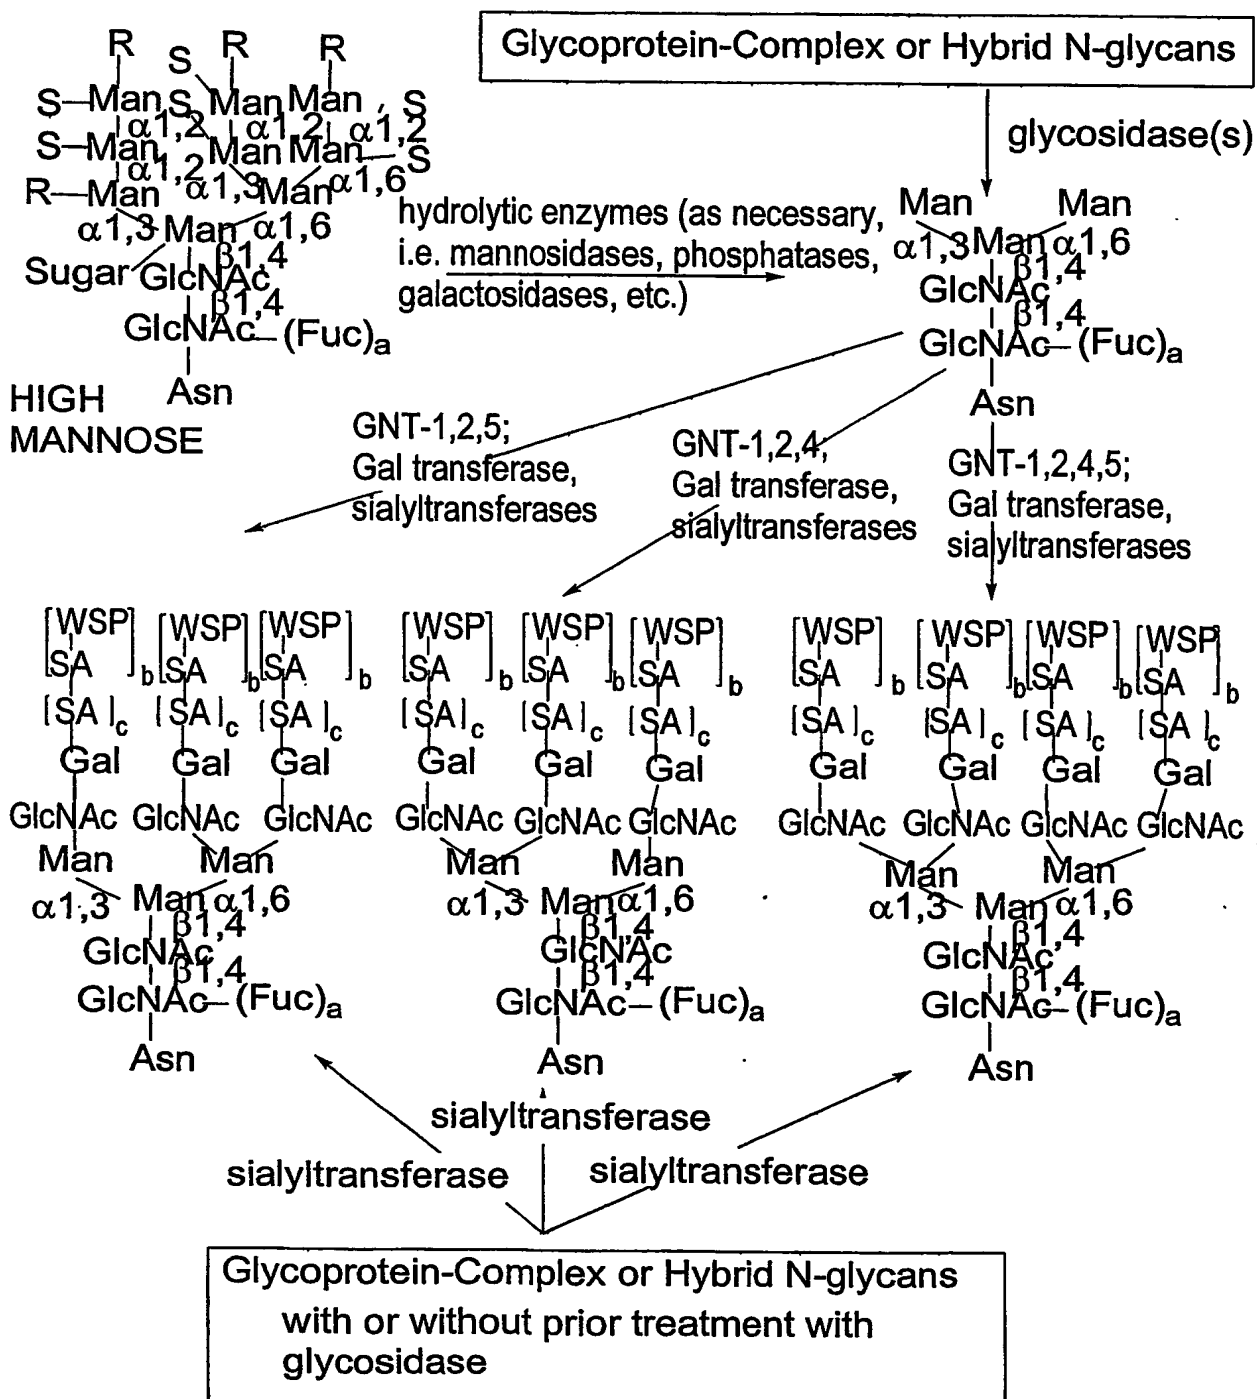 Glycoprotein-Complex or Hybrid N-glycans
glycosidase(s)
R R R
S
S—Man S Man Man S
α1,2 α1,2 α1,2
S—Man Man Man—S
α1,2 α1,3 α1,6
R—Man Man
α1,3 Man α1,6
β1,4
Sugar GlcNAc
β1,4
GlcNAc—(Fuc)a
Asn
HIGH
MANNOSE
hydrolytic enzymes (as necessary,
i.e. mannosidases, phosphatases,
galactosidases, etc.)
Man Man
α1,3 Man α1,6
β1,4
GlcNAc
β1,4
GlcNAc—(Fuc)a
Asn
GNT-1,2,5;
Gal transferase,
sialyltransferases
GNT-1,2,4;
Gal transferase,
sialyltransferases
GNT-1,2,4,5;
Gal transferase,
sialyltransferases
[WSP [WSP [WSP
SA]b SA]b SA]b
[SA]c [SA]c [SA]c
Gal Gal Gal
GlcNAc GlcNAc GlcNAc
Man Man
α1,3 Man α1,6
β1,4
GlcNAc
β1,4
GlcNAc—(Fuc)a
Asn
[WSP [WSP [WSP
SA]b SA]b SA]b
[SA]c [SA]c [SA]c
Gal Gal Gal
GlcNAc GlcNAc GlcNAc
Man Man
α1,3 Man α1,6
β1,4
GlcNAc
β1,4
GlcNAc—(Fuc)a
Asn
[WSP [WSP [WSP [WSP
SA]b SA]b SA]b SA]b
[SA]c [SA]c [SA]c [SA]c
Gal Gal Gal Gal
GlcNAc GlcNAc GlcNAc GlcNAc
Man Man
α1,3 Man α1,6
β1,4
GlcNAc
β1,4
GlcNAc—(Fuc)a
Asn
sialyltransferase
sialyltransferase sialyltransferase
Glycoprotein-Complex or Hybrid N-glycans
with or without prior treatment with
glycosidase